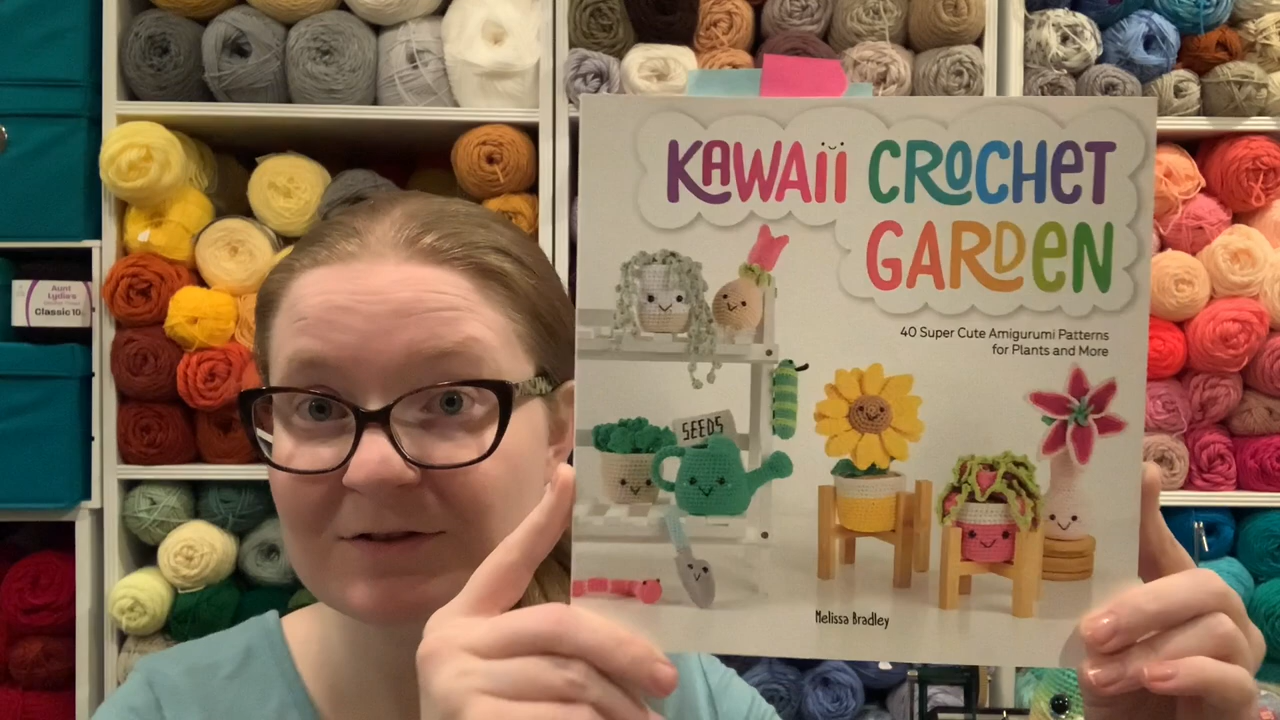 KAWAii CROCHET
GARDEN
40 Super Cute Amigurumi Patterns
for Plants and More
SEEDS
Melissa Bradley
Aunt
Lydia's
Classic 10